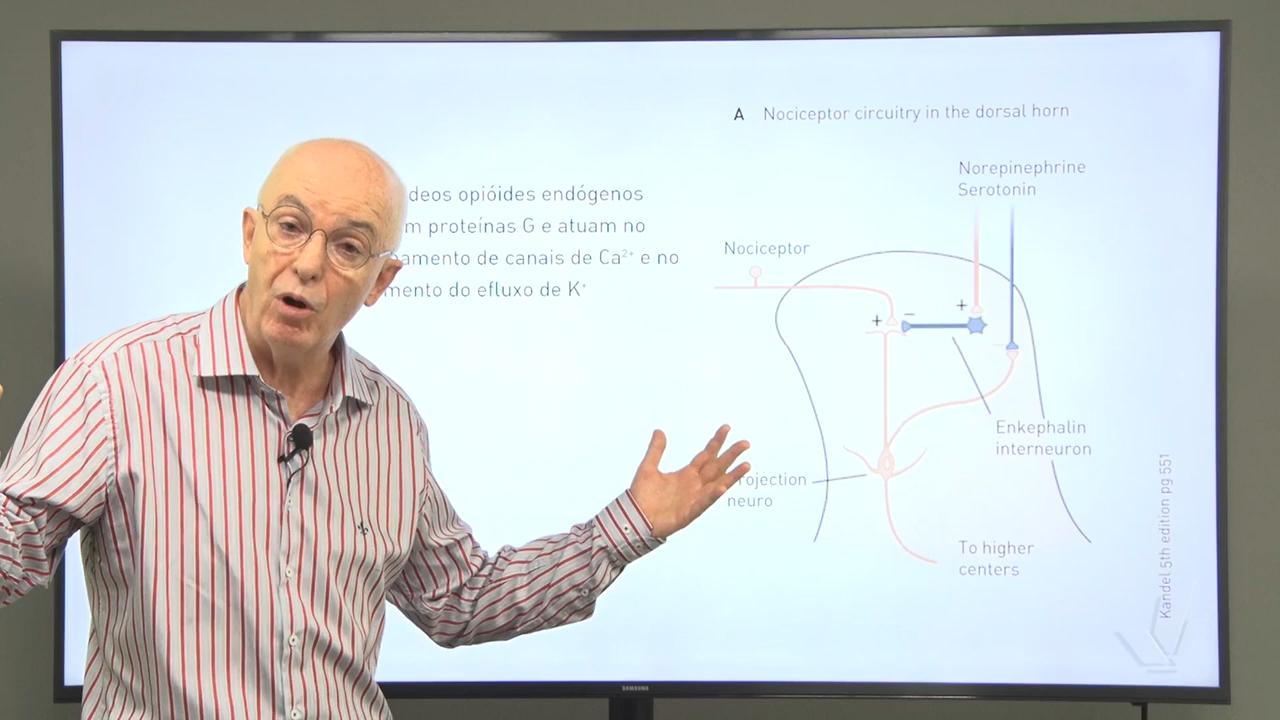 deos opióides endógenos
m proteínas G e atuam no
amento de canais de Ca²⁺ e no
mento do efluxo de K⁺
A Nociceptor circuitry in the dorsal horn
Norepinephrine
Serotonin
Nociceptor
+
−
+
Enkephalin
interneuron
rojection
neuro
To higher
centers
Kandel 5th edition pg 551
SAMSUNG